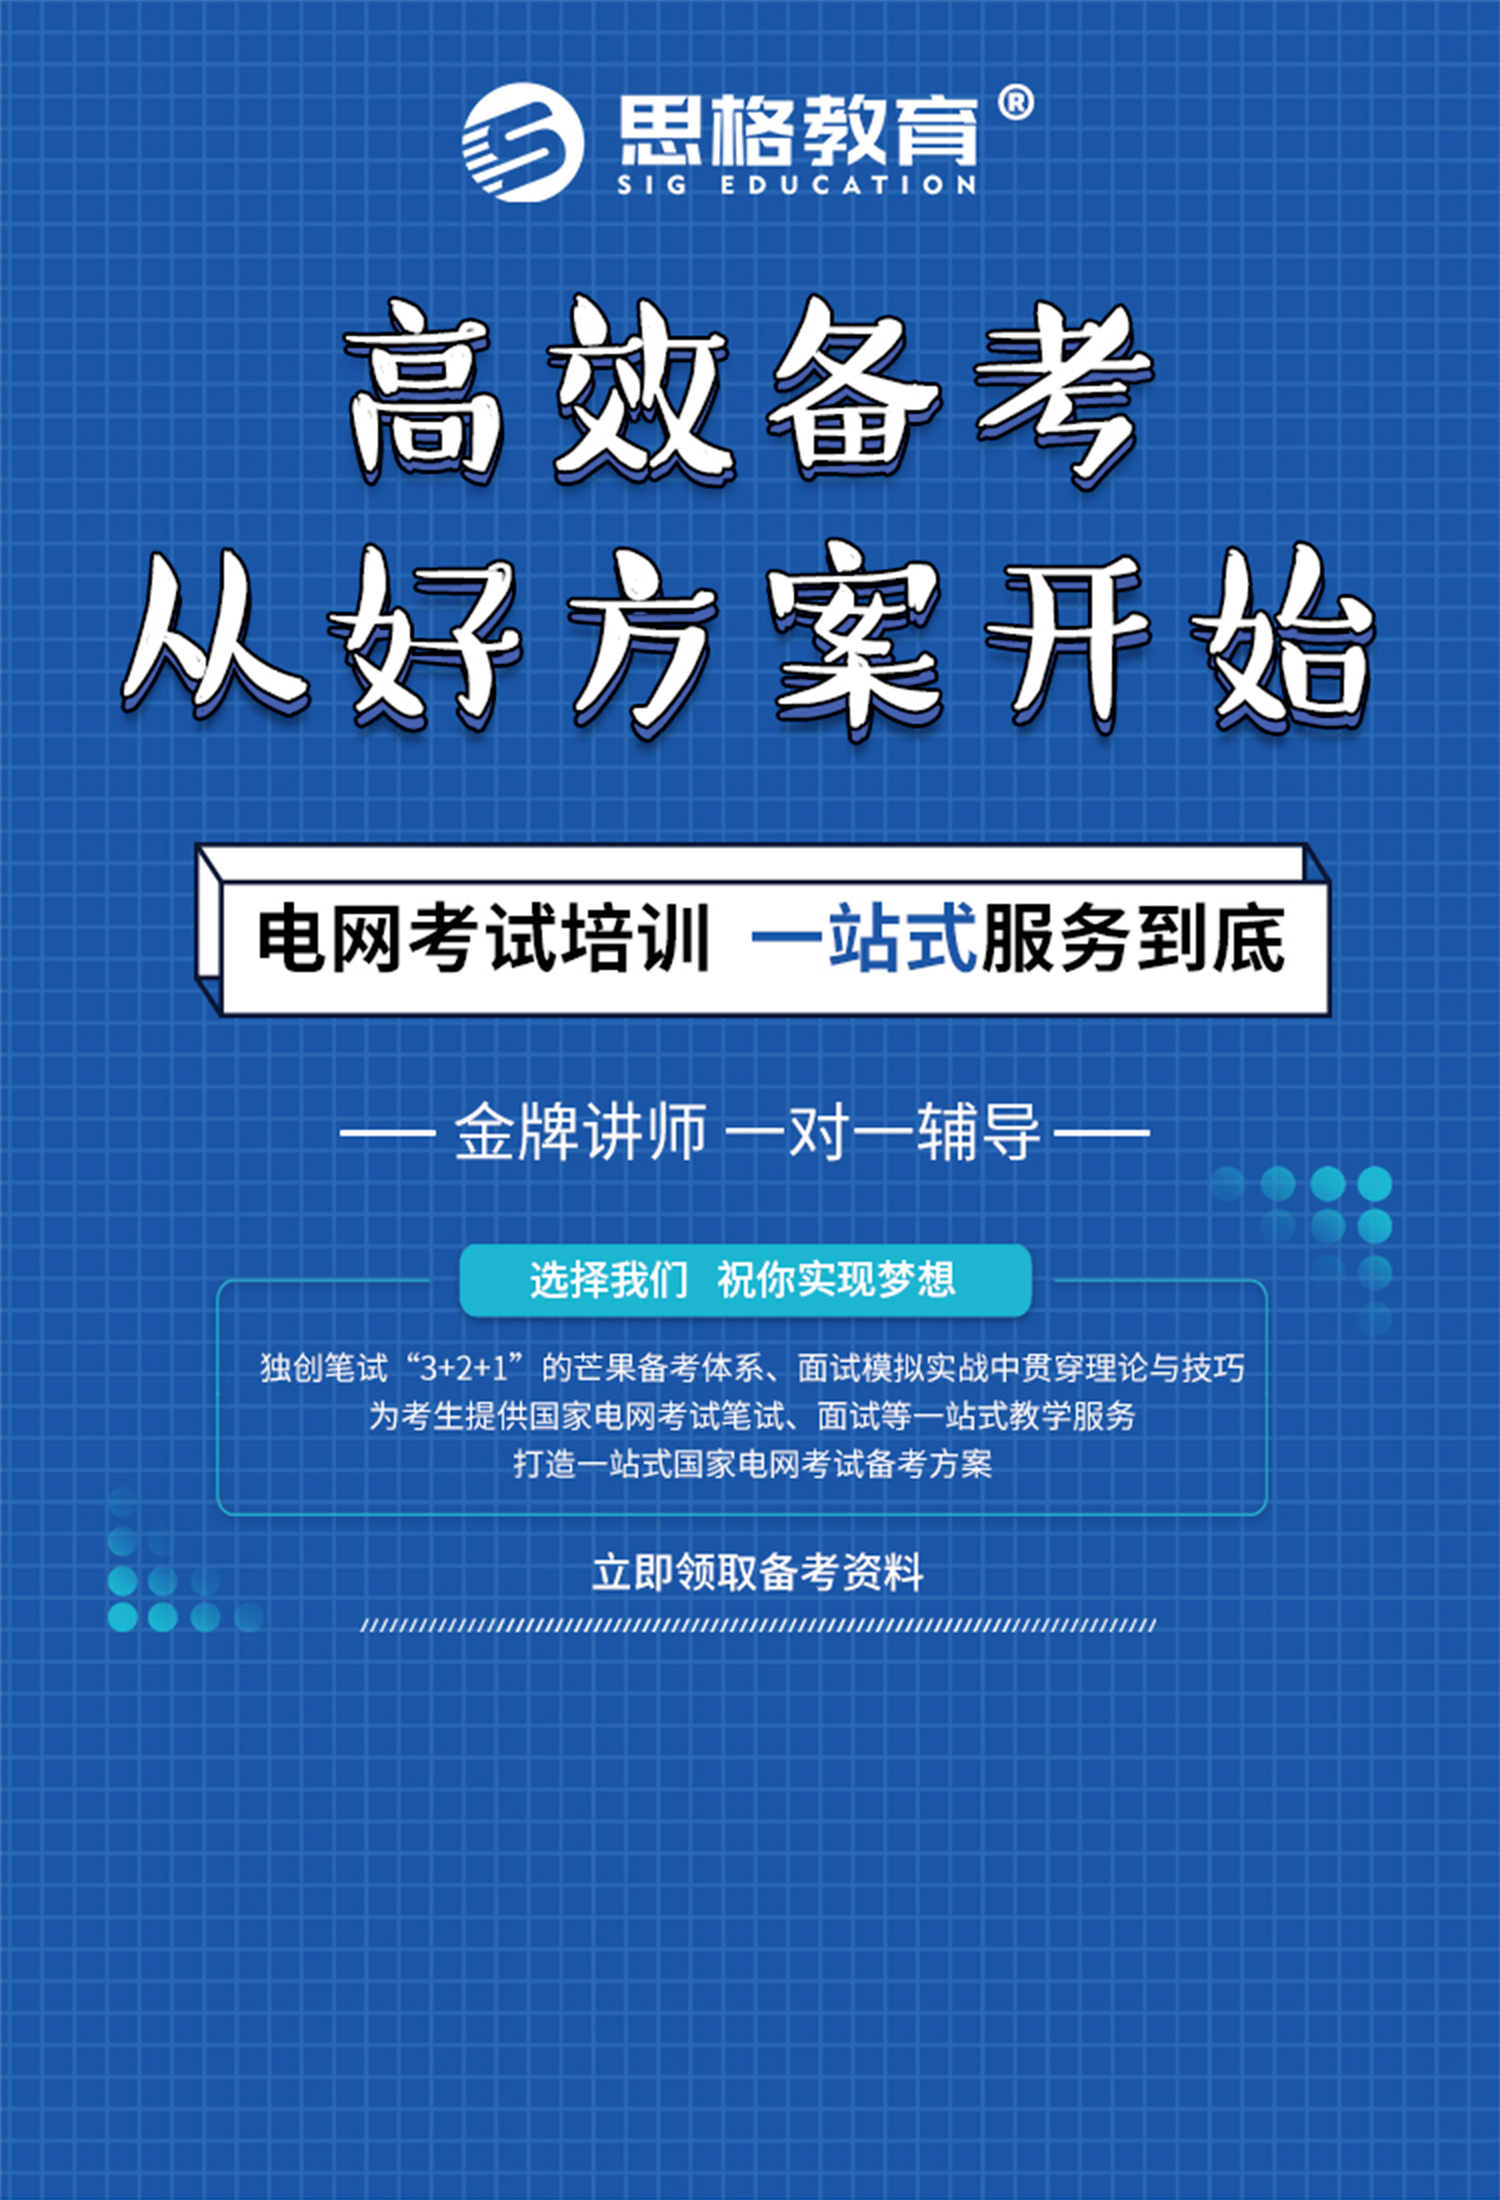 思格教育®
SIG EDUCATION
高效备考
从好方案开始
电网考试培训 一站式服务到底
金牌讲师 一对一辅导
选择我们 祝你实现梦想
独创笔试“3+2+1”的芒果备考体系、面试模拟实战中贯穿理论与技巧
为考生提供国家电网考试笔试、面试等一站式教学服务
打造一站式国家电网考试备考方案
立即领取备考资料